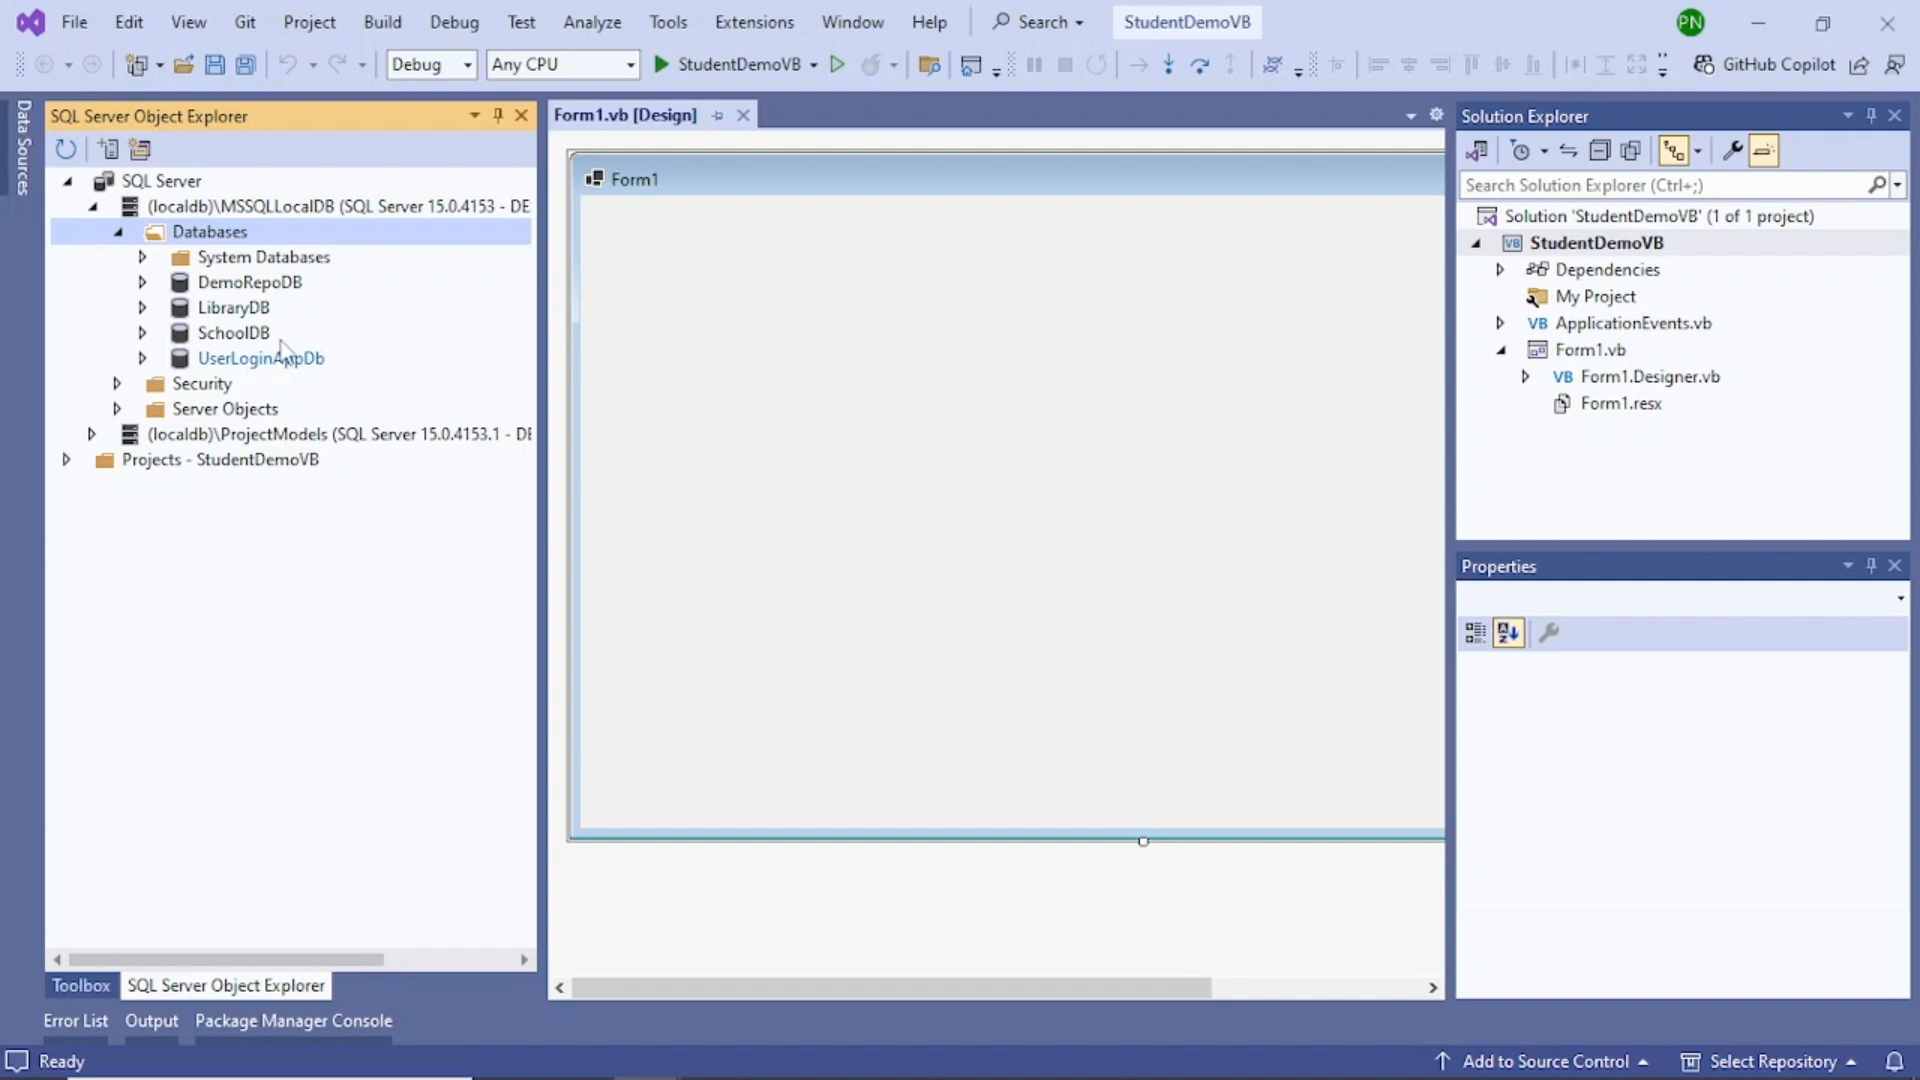 File Edit View Git Project Build Debug Test Analyze Tools Extensions Window Help Search StudentDemoVB PN
Debug Any CPU StudentDemoVB GitHub Copilot
Data Sources
SQL Server Object Explorer
SQL Server
(localdb)\MSSQLLocalDB (SQL Server 15.0.4153 - DE
Databases
System Databases
DemoRepoDB
LibraryDB
SchoolDB
UserLoginAppDb
Security
Server Objects
(localdb)\ProjectModels (SQL Server 15.0.4153.1 - DE
Projects - StudentDemoVB
Toolbox SQL Server Object Explorer
Form1.vb [Design]
Form1
Solution Explorer
Search Solution Explorer (Ctrl+;)
Solution 'StudentDemoVB' (1 of 1 project)
VB StudentDemoVB
Dependencies
My Project
VB ApplicationEvents.vb
Form1.vb
VB Form1.Designer.vb
Form1.resx
Properties
Error List Output Package Manager Console
Ready Add to Source Control Select Repository